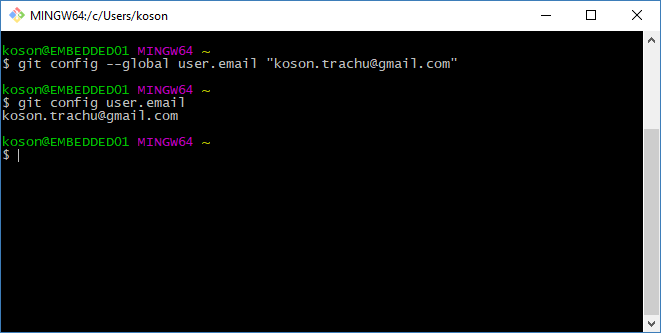 MINGW64:/c/Users/koson
koson@EMBEDDED01 MINGW64 ~
$ git config --global user.email "koson.trachu@gmail.com"
koson@EMBEDDED01 MINGW64 ~
$ git config user.email
koson.trachu@gmail.com
koson@EMBEDDED01 MINGW64 ~
$